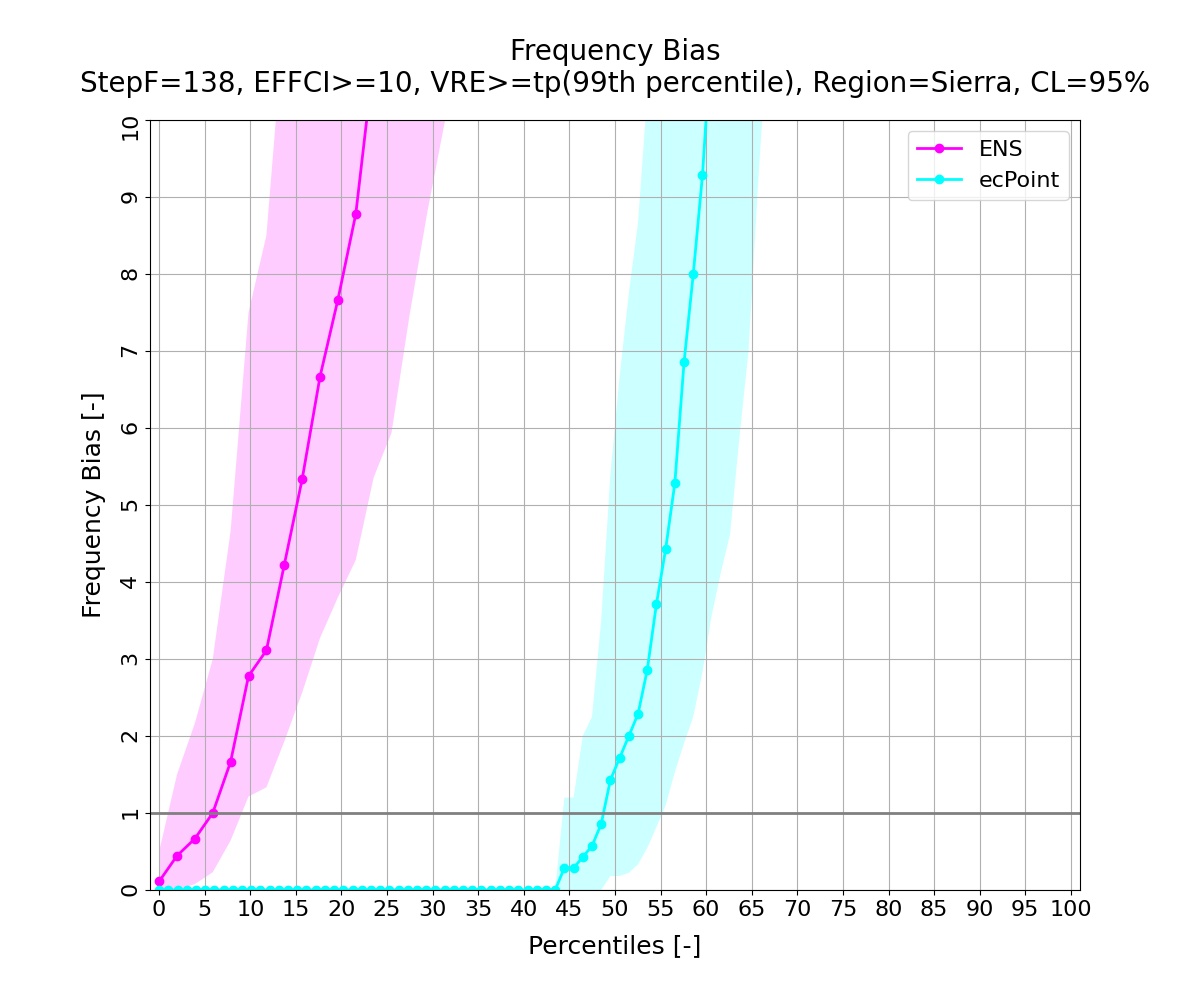 Frequency Bias
StepF=138, EFFCI>=10, VRE>=tp(99th percentile), Region=Sierra, CL=95%
ENS
ecPoint
Frequency Bias [-]
10
9
8
7
6
5
4
3
2
1
0
0 5 10 15 20 25 30 35 40 45 50 55 60 65 70 75 80 85 90 95 100
Percentiles [-]